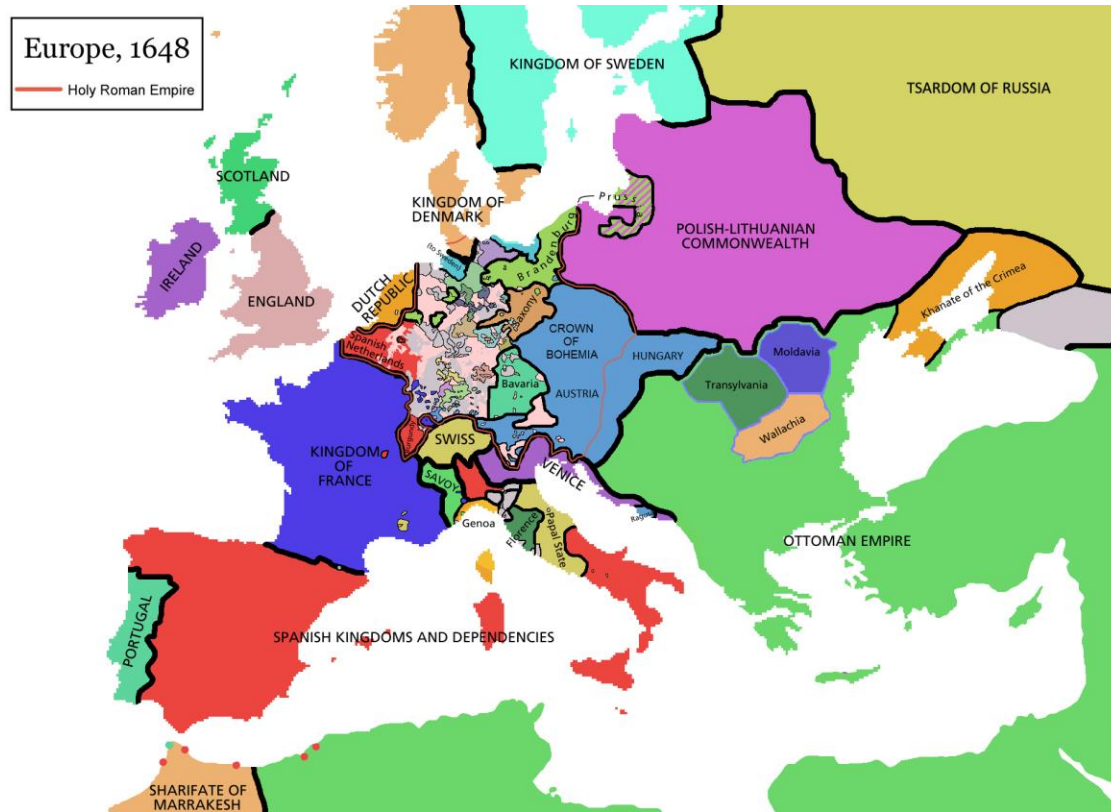 Europe, 1648
Holy Roman Empire
KINGDOM OF SWEDEN
TSARDOM OF RUSSIA
SCOTLAND
KINGDOM OF
DENMARK
Prussia
POLISH-LITHUANIAN
COMMONWEALTH
IRELAND
ENGLAND
(to Sweden)
Brandenburg
DUTCH
REPUBLIC
Saxony
Khanate of the Crimea
Spanish
Netherlands
CROWN
OF
BOHEMIA
HUNGARY
Moldavia
Transylvania
Bavaria
AUSTRIA
Wallachia
Burgundy
SWISS
KINGDOM
OF
FRANCE
SAVOY
VENICE
Genoa
Florence
Papal State
OTTOMAN EMPIRE
PORTUGAL
SPANISH KINGDOMS AND DEPENDENCIES
SHARIFATE OF
MARRAKESH